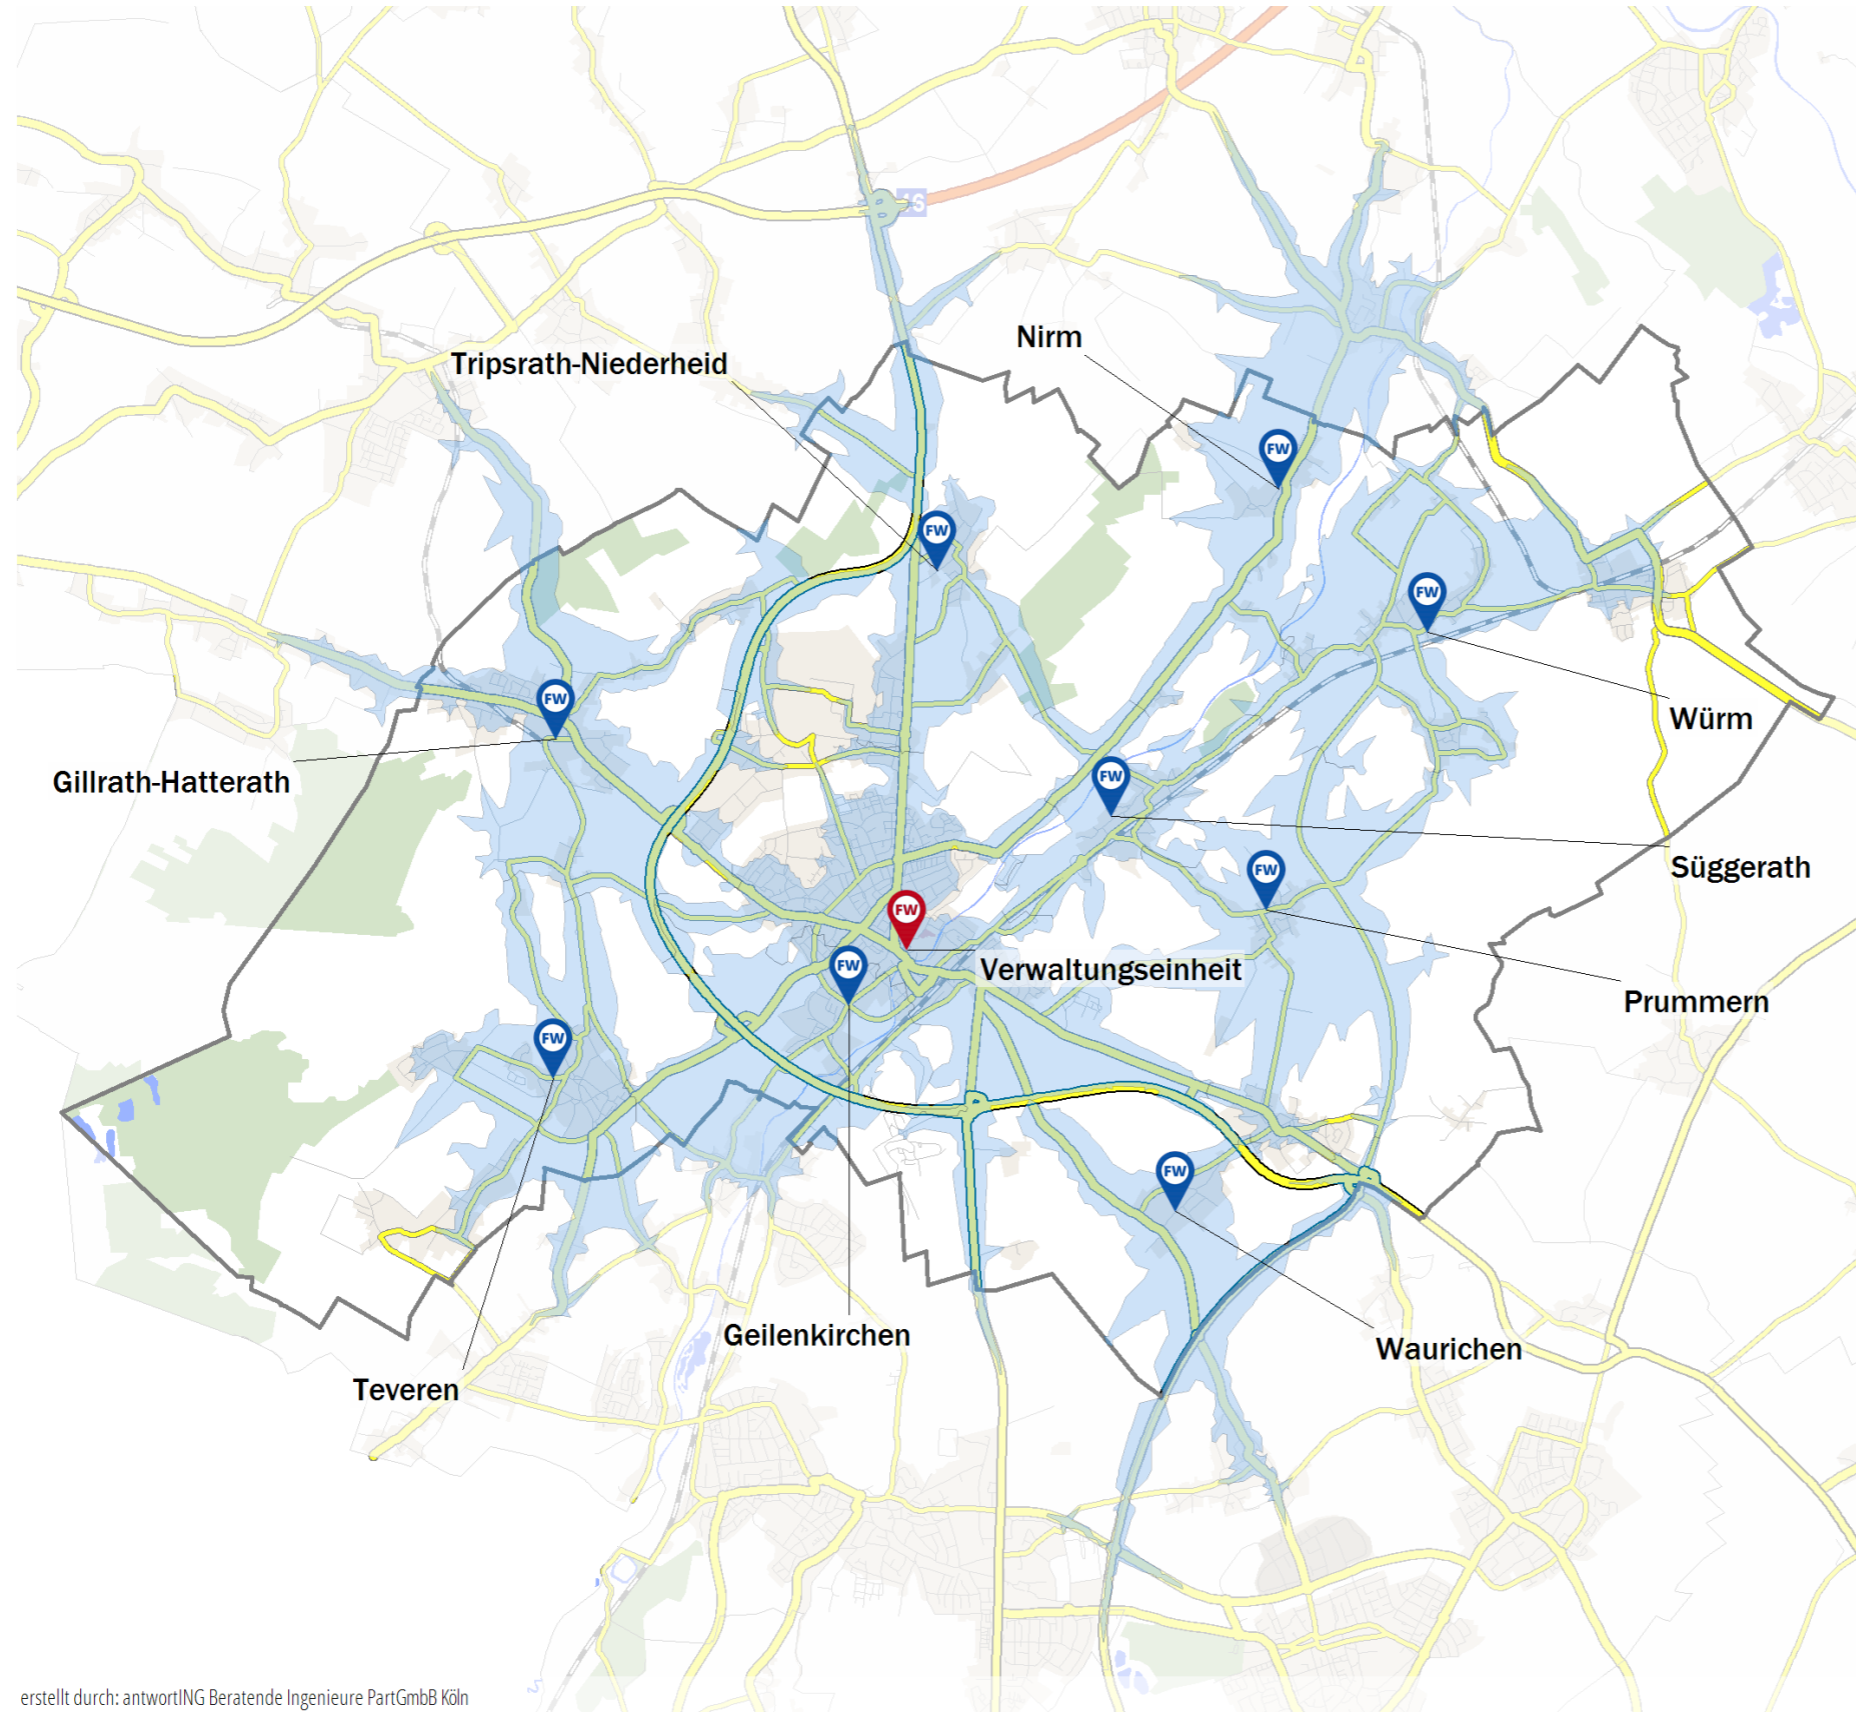 Nirm
Tripsrath-Niederheid
FW
FW
FW
FW
Würm
Gillrath-Hatterath
FW
FW
Süggerath
FW
FW
Verwaltungseinheit
FW
Prummern
FW
FW
Geilenkirchen
Waurichen
Teveren
erstellt durch: antwortING Beratende Ingenieure PartGmbB Köln